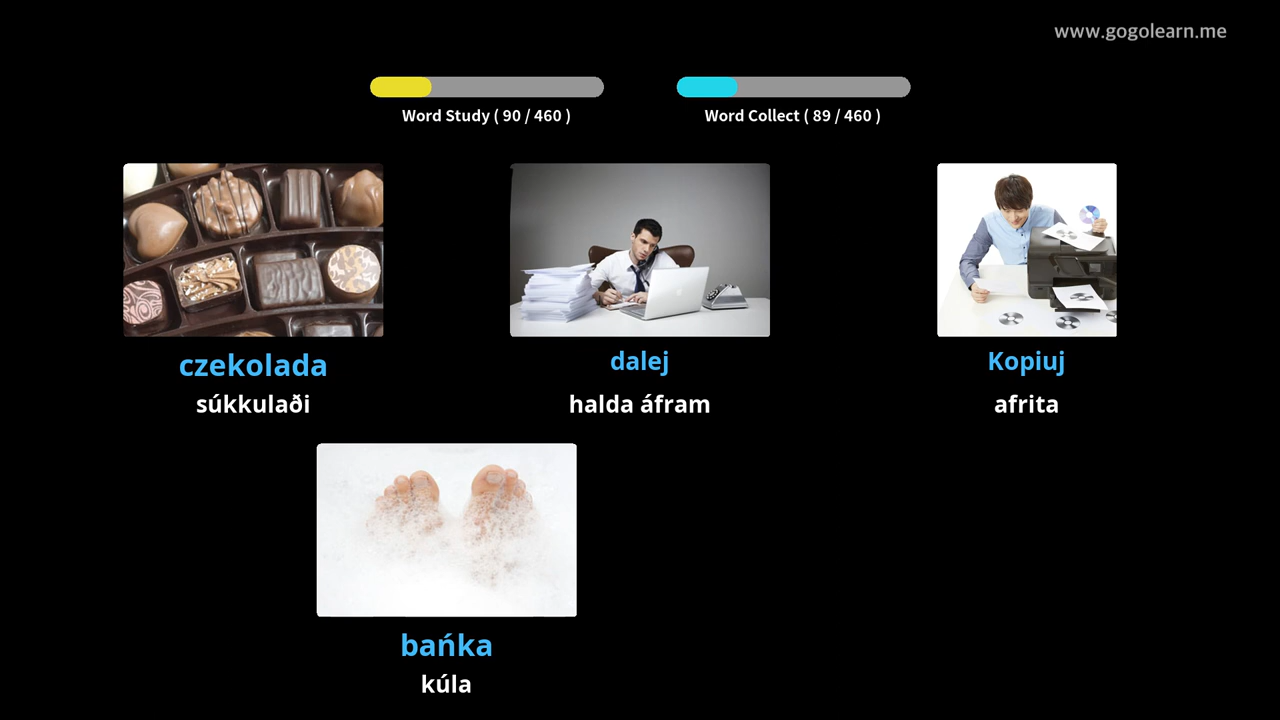 www.gogolearn.me
Word Study ( 90 / 460 )
Word Collect ( 89 / 460 )
czekolada
súkkulaði
dalej
halda áfram
Kopiuj
afrita
bańka
kúla